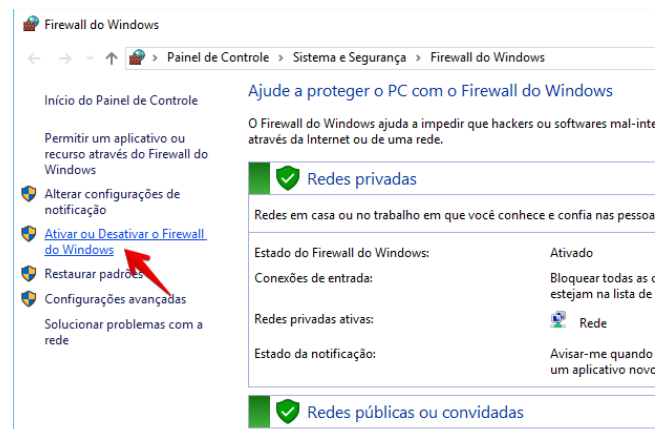 Firewall do Windows
Painel de Controle › Sistema e Segurança › Firewall do Windows
Início do Painel de Controle
Permitir um aplicativo ou
recurso através do Firewall do
Windows
Alterar configurações de
notificação
Ativar ou Desativar o Firewall
do Windows
Restaurar padrões
Configurações avançadas
Solucionar problemas com a
rede
Ajude a proteger o PC com o Firewall do Windows
O Firewall do Windows ajuda a impedir que hackers ou softwares mal-inte
através da Internet ou de uma rede.
Redes privadas
Redes em casa ou no trabalho em que você conhece e confia nas pessoa
Estado do Firewall do Windows: Ativado
Conexões de entrada: Bloquear todas as c
estejam na lista de
Redes privadas ativas: Rede
Estado da notificação: Avisar-me quando
um aplicativo novo
Redes públicas ou convidadas